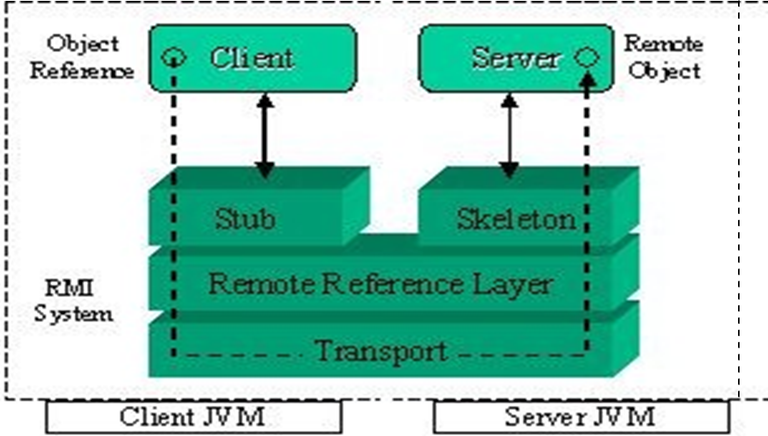 Object
Reference
Client
Server
Remote
Object
Stub
Skeleton
Remote Reference Layer
RMI
System
Transport
Client JVM
Server JVM